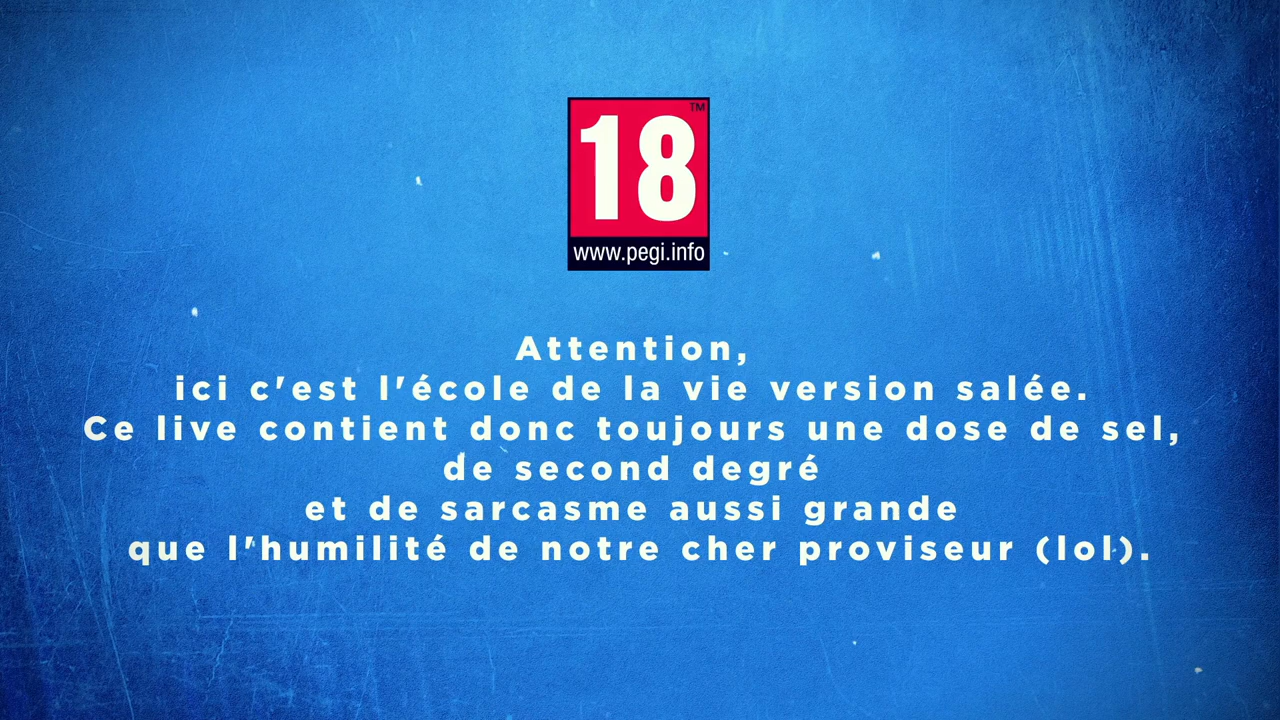 18
TM
www.pegi.info
Attention,
ici c'est l'école de la vie version salée.
Ce live contient donc toujours une dose de sel,
de second degré
et de sarcasme aussi grande
que l'humilité de notre cher proviseur (lol).